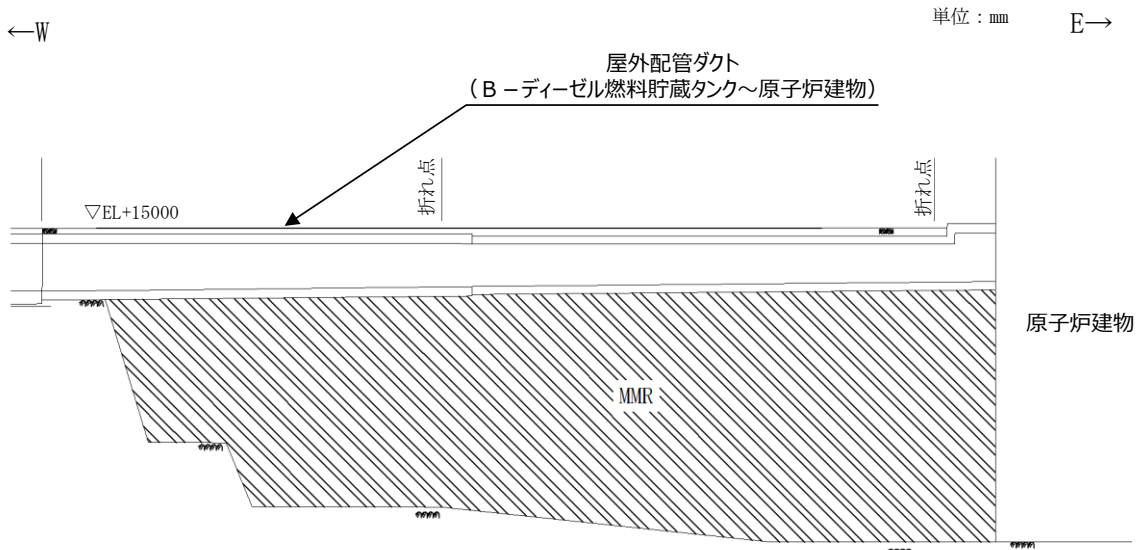 単位：mm
←W
E→
屋外配管ダクト
（Ｂ－ディーゼル燃料貯蔵タンク～原子炉建物）
折れ点
折れ点
▽EL+15000
原子炉建物
MMR